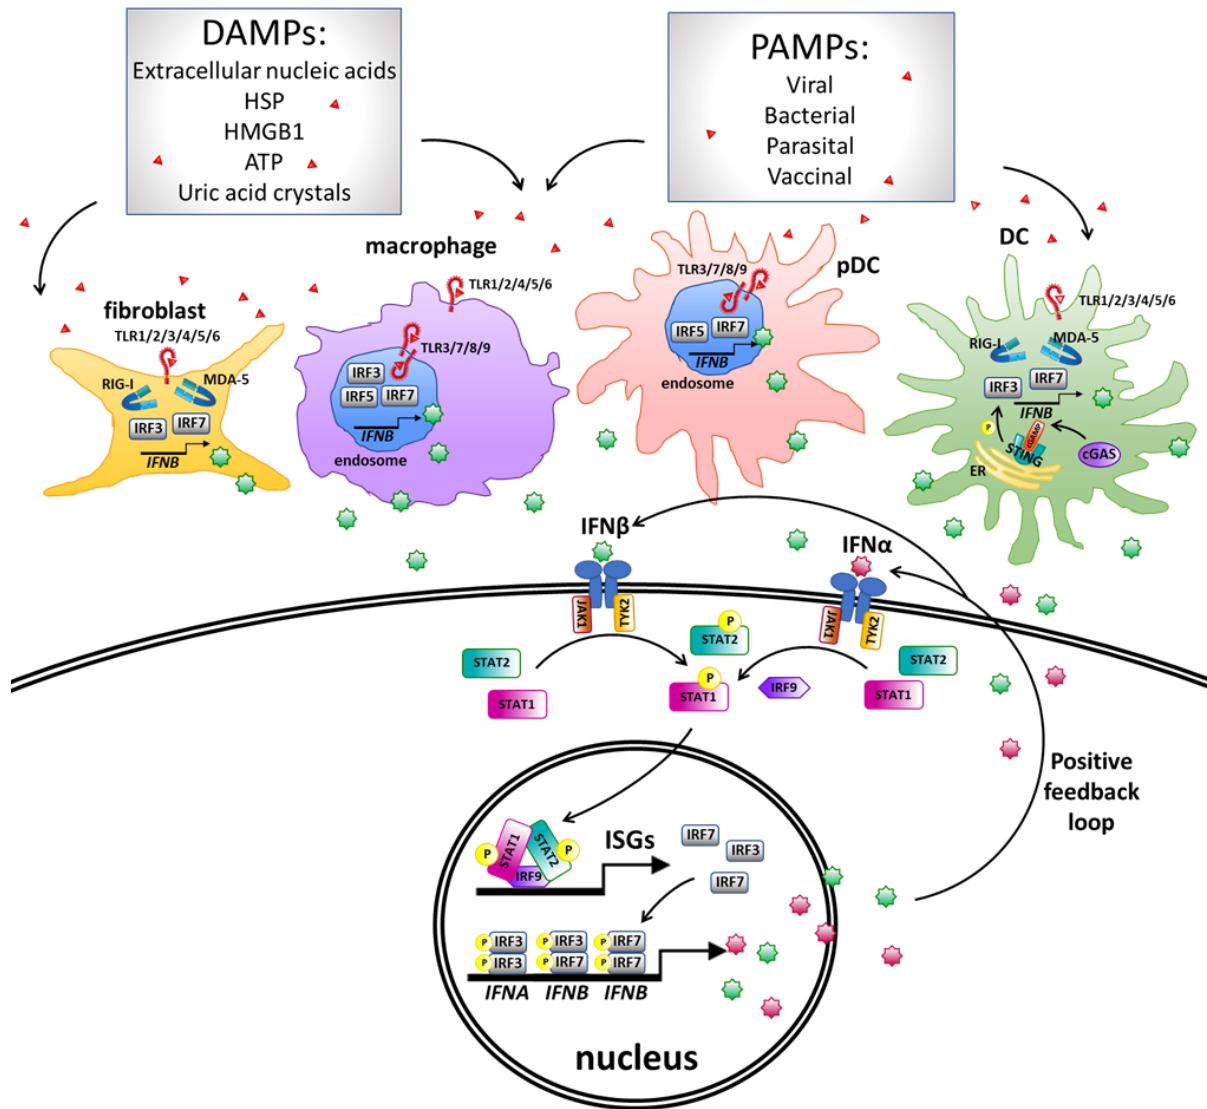 DAMPs:
Extracellular nucleic acids
HSP
HMGB1
ATP
Uric acid crystals
PAMPs:
Viral
Bacterial
Parasital
Vaccinal
fibroblast
TLR1/2/3/4/5/6
RIG-I
MDA-5
IRF3
IRF7
IFNB
macrophage
TLR1/2/4/5/6
TLR3/7/8/9
IRF3
IRF5
IRF7
IFNB
endosome
pDC
TLR3/7/8/9
IRF5
IRF7
IFNB
endosome
DC
TLR1/2/3/4/5/6
RIG-I
MDA-5
IRF3
IRF7
IFNB
P
cGAMP
STING
cGAS
ER
IFNβ
JAK1
TYK2
IFNα
JAK1
TYK2
STAT2
STAT1
P
STAT2
P
STAT1
IRF9
STAT2
STAT1
Positive
feedback
loop
P
STAT1
STAT2
P
IRF9
ISGs
IRF7
IRF3
IRF7
P
IRF3
P
IRF3
P
IRF7
P
IRF3
P
IRF7
P
IRF7
IFNA
IFNB
IFNB
nucleus